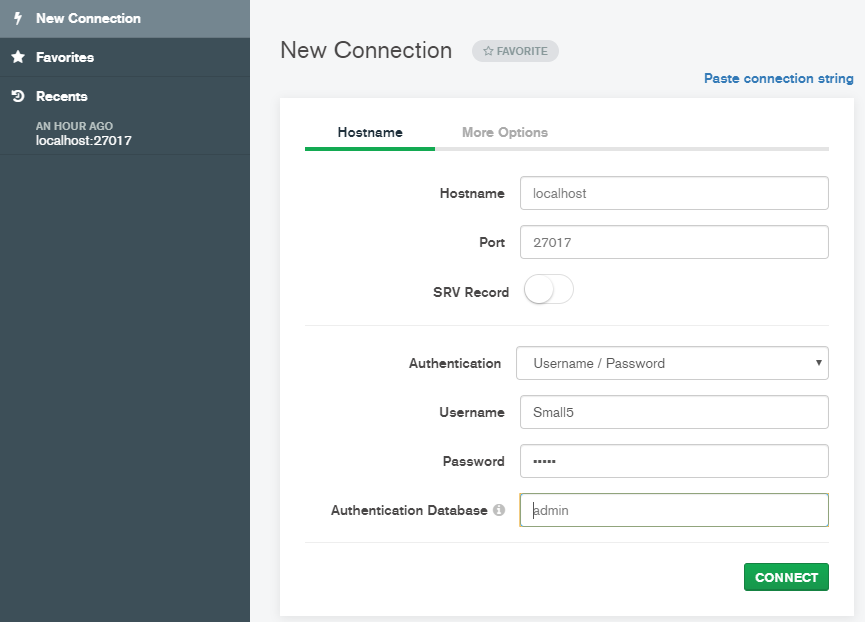 New Connection
Favorites
Recents
AN HOUR AGO
localhost:27017
New Connection
FAVORITE
Paste connection string
Hostname
More Options
Hostname
localhost
Port
27017
SRV Record
Authentication
Username / Password
Username
Small5
Password
•••••
Authentication Database
admin
CONNECT